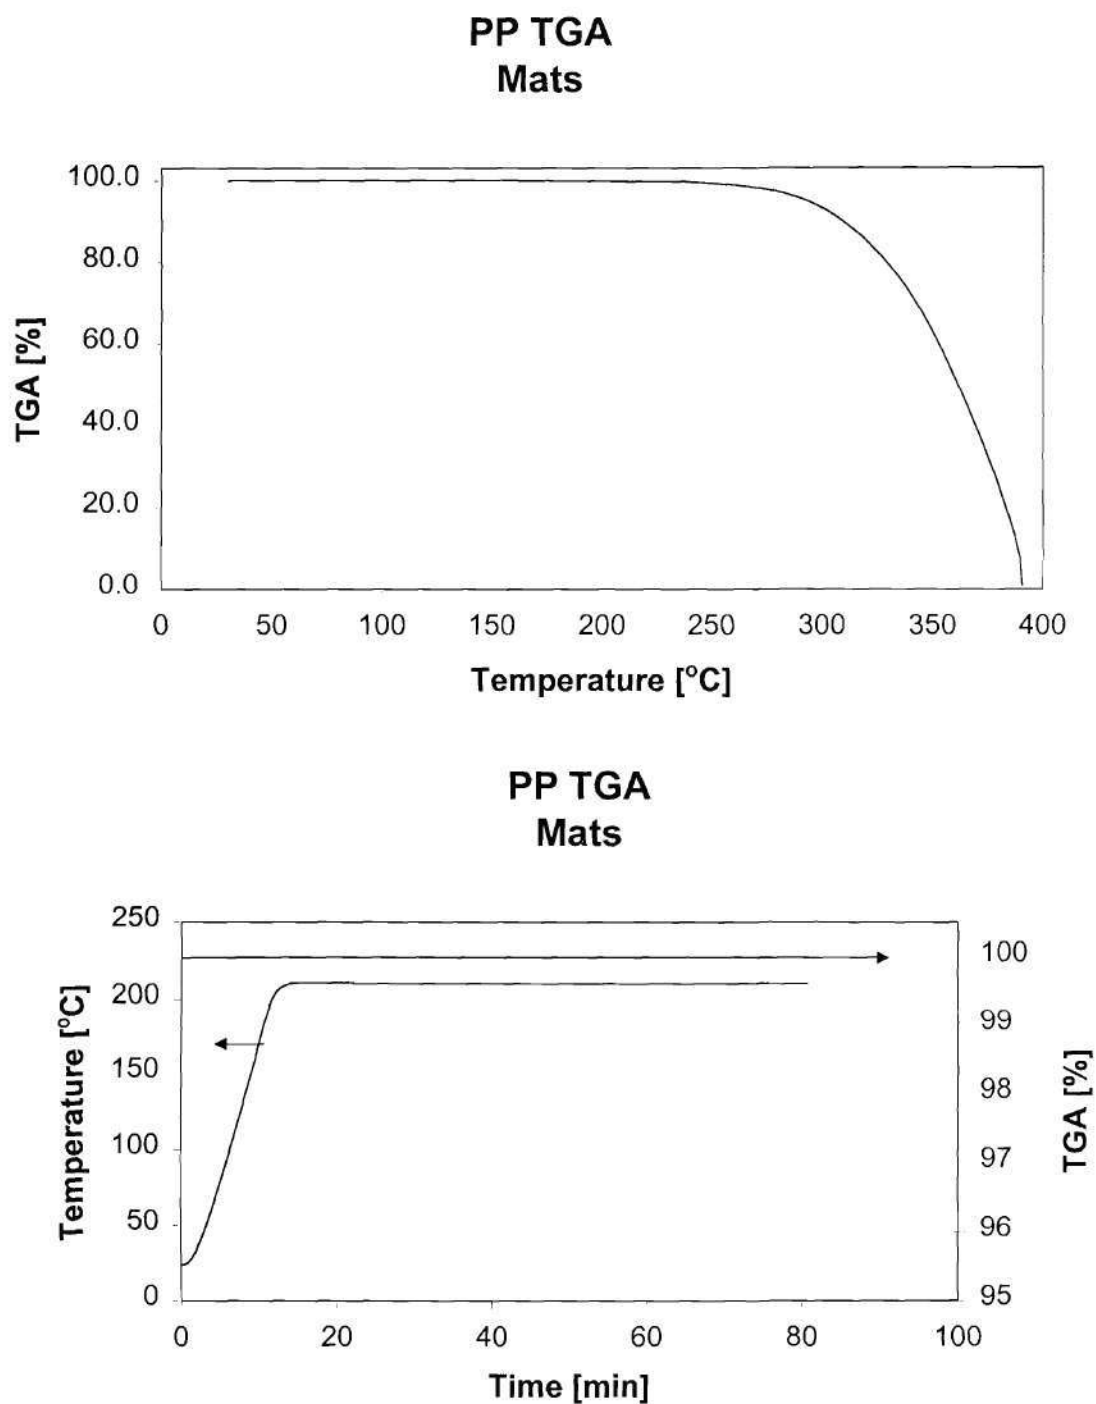 PP TGA
Mats
100.0
80.0
60.0
40.0
20.0
0.0
TGA [%]
0 50 100 150 200 250 300 350 400
Temperature [°C]
PP TGA
Mats
250
200
150
100
50
0
Temperature [°C]
100
99
98
97
96
95
TGA [%]
0 20 40 60 80 100
Time [min]